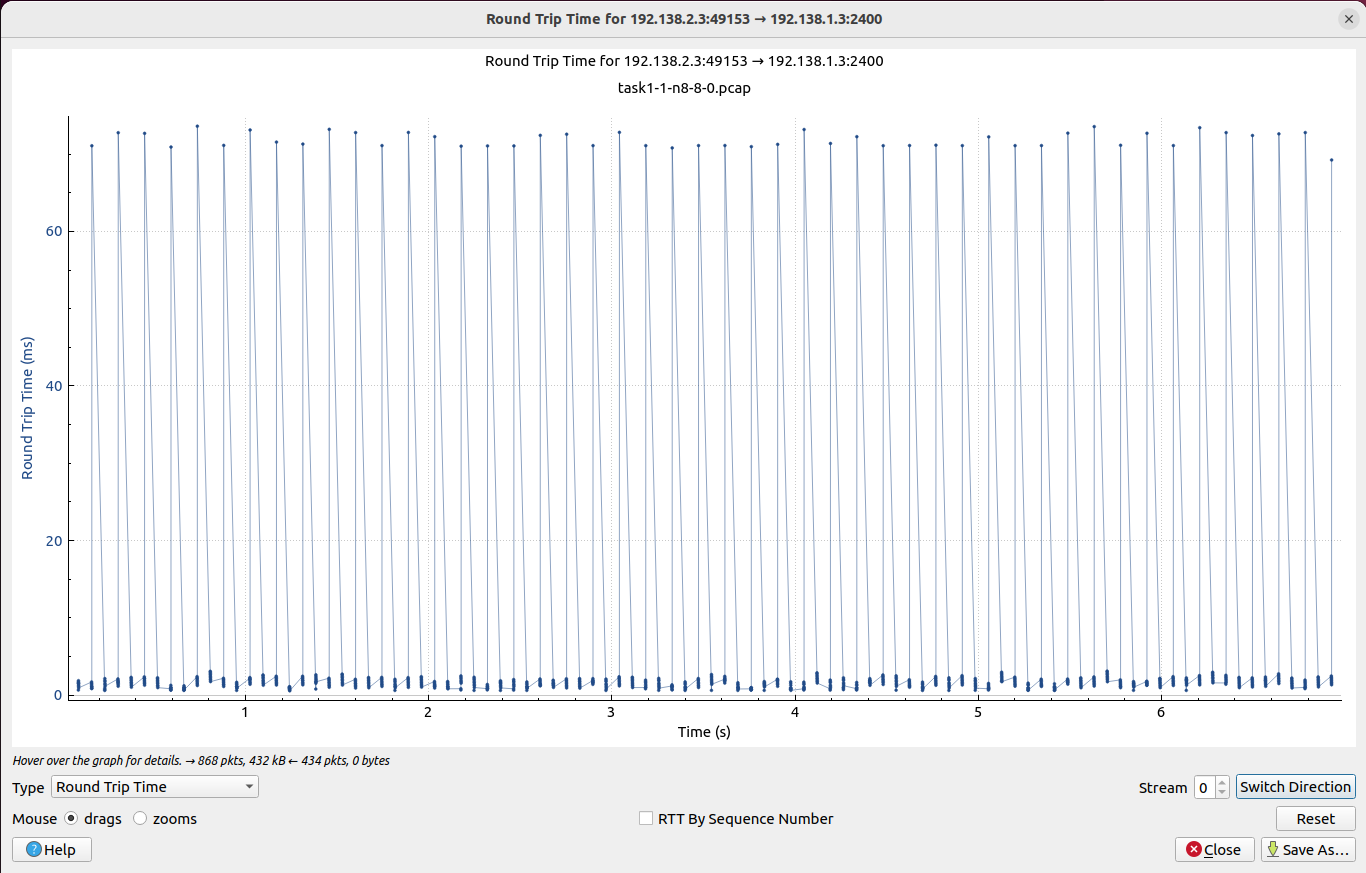 Round Trip Time for 192.138.2.3:49153 → 192.138.1.3:2400
Round Trip Time for 192.138.2.3:49153 → 192.138.1.3:2400
task1-1-n8-8-0.pcap
Round Trip Time (ms)
60
40
20
0
1 2 3 4 5 6
Time (s)
Hover over the graph for details. → 868 pkts, 432 kB ← 434 pkts, 0 bytes
Type Round Trip Time Stream 0 Switch Direction
Mouse drags zooms RTT By Sequence Number Reset
Help Close Save As…